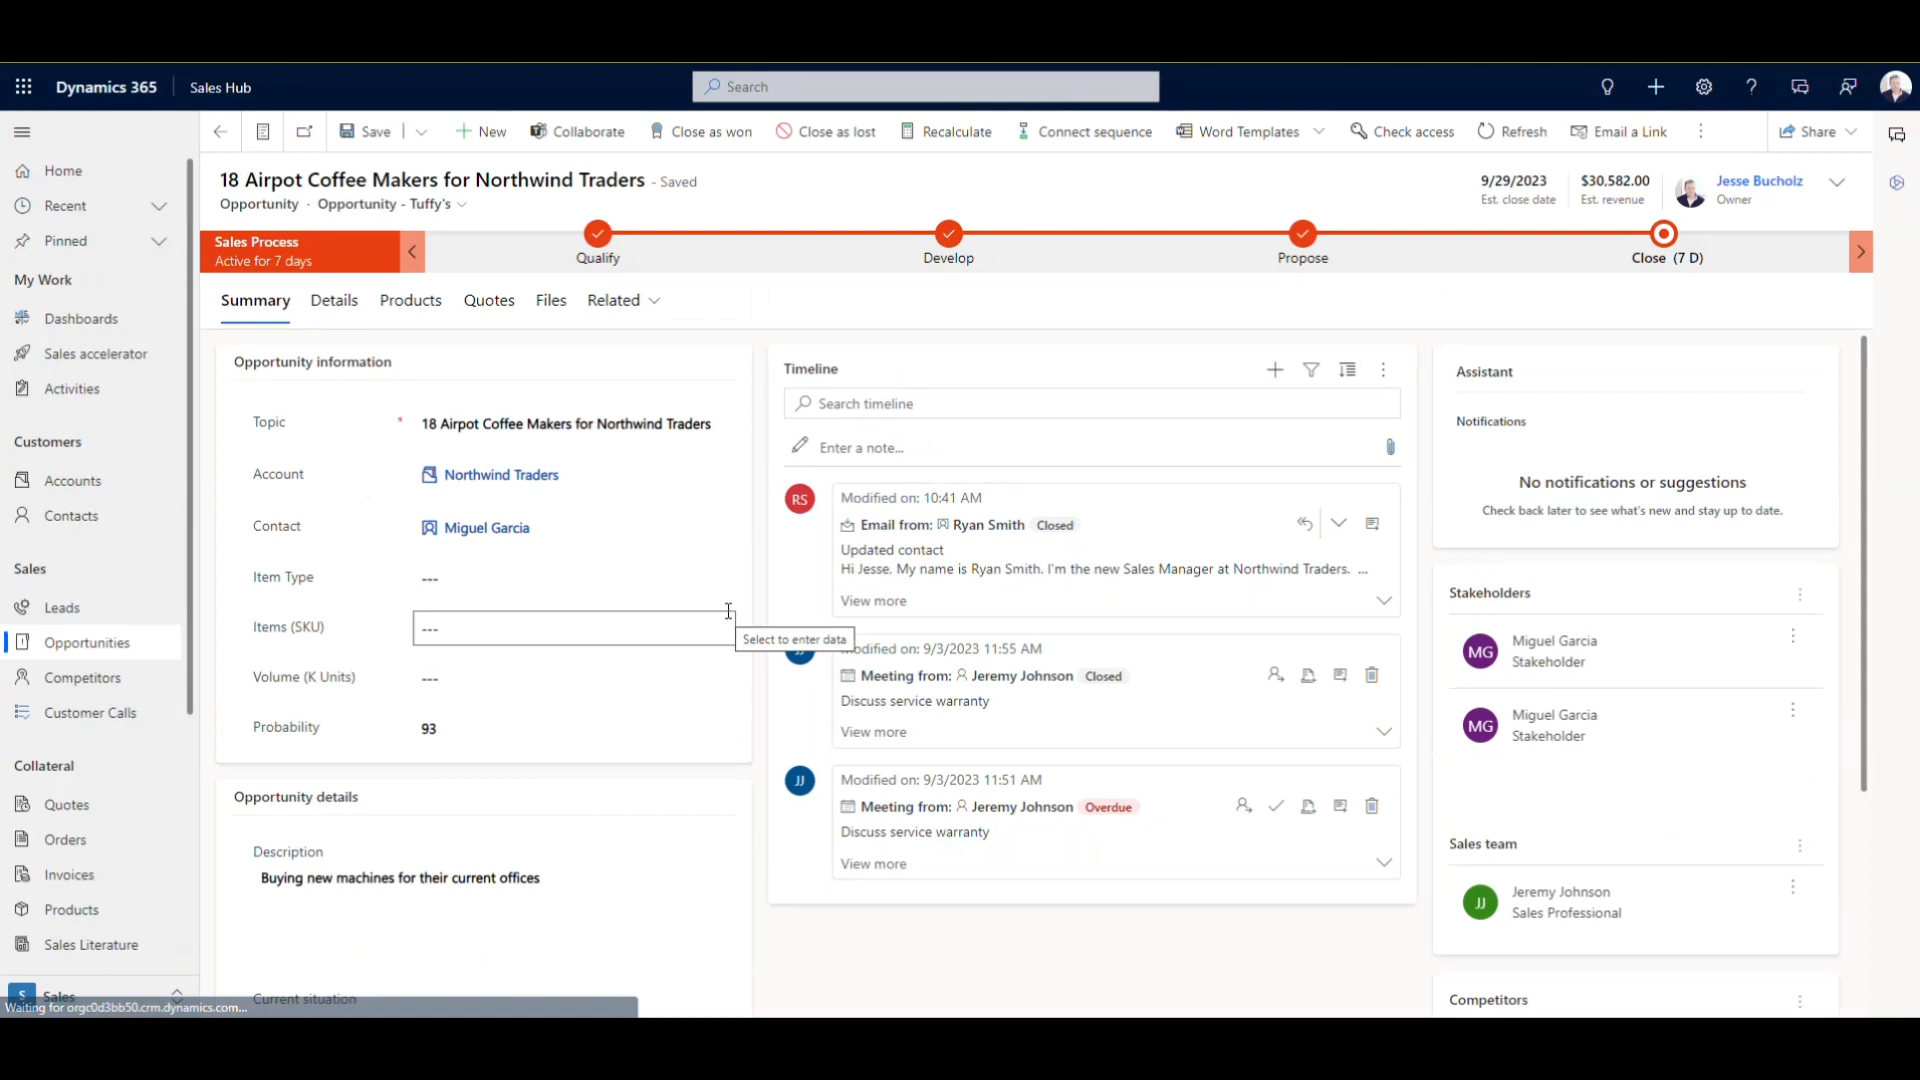 Dynamics 365
Sales Hub
Search
Save
New
Collaborate
Close as won
Close as lost
Recalculate
Connect sequence
Word Templates
Check access
Refresh
Email a Link
Share
Home
Recent
Pinned
My Work
Dashboards
Sales accelerator
Activities
Customers
Accounts
Contacts
Sales
Leads
Opportunities
Competitors
Customer Calls
Collateral
Quotes
Orders
Invoices
Products
Sales Literature
S Sales
Waiting for orgc0d3bb50.crm.dynamics.com...
18 Airpot Coffee Makers for Northwind Traders - Saved
Opportunity · Opportunity - Tuffy's
9/29/2023
Est. close date
$30,582.00
Est. revenue
Jesse Bucholz
Owner
Sales Process
Active for 7 days
Qualify
Develop
Propose
Close (7 D)
Summary
Details
Products
Quotes
Files
Related
Opportunity information
Topic * 18 Airpot Coffee Makers for Northwind Traders
Account Northwind Traders
Contact Miguel Garcia
Item Type ---
Items (SKU) ---
Select to enter data
Volume (K Units) ---
Probability 93
Opportunity details
Description
Buying new machines for their current offices
Current situation
Timeline
Search timeline
Enter a note...
RS
Modified on: 10:41 AM
Email from: Ryan Smith Closed
Updated contact
Hi Jesse. My name is Ryan Smith. I'm the new Sales Manager at Northwind Traders. ...
View more
JJ
Modified on: 9/3/2023 11:55 AM
Meeting from: Jeremy Johnson Closed
Discuss service warranty
View more
JJ
Modified on: 9/3/2023 11:51 AM
Meeting from: Jeremy Johnson Overdue
Discuss service warranty
View more
Assistant
Notifications
No notifications or suggestions
Check back later to see what's new and stay up to date.
Stakeholders
MG
Miguel Garcia
Stakeholder
MG
Miguel Garcia
Stakeholder
Sales team
JJ
Jeremy Johnson
Sales Professional
Competitors